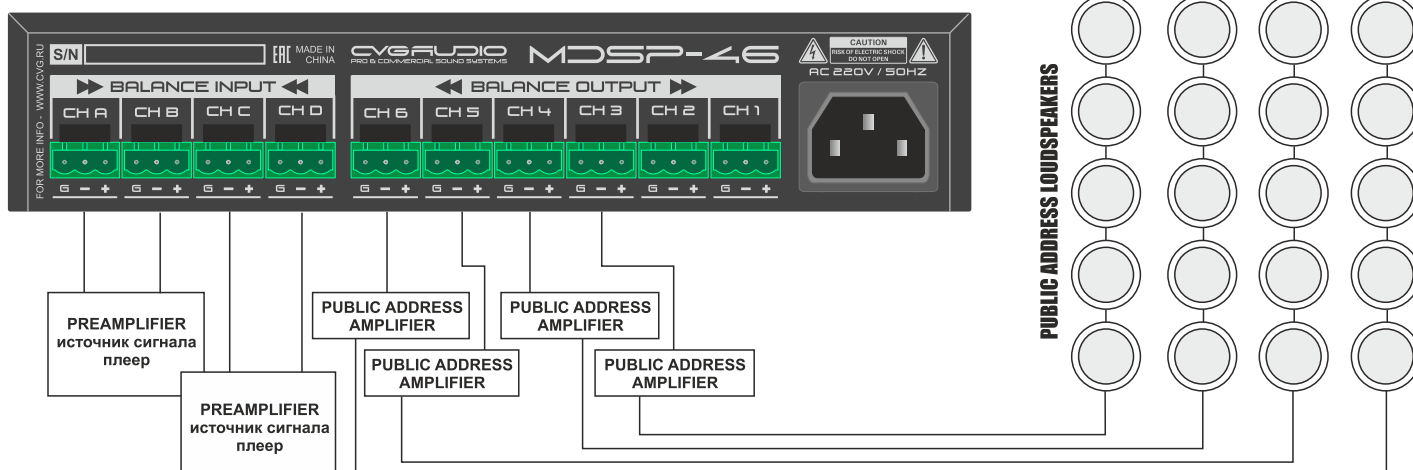 FOR MORE INFO - WWW.CVG.RU
S/N
EAC
MADE IN
CHINA
CVGAUDIO
PRO & COMMERCIAL SOUND SYSTEMS
MDSP-46
CAUTION
RISK OF ELECTRIC SHOCK
DO NOT OPEN
AC 220V / 50HZ
BALANCE INPUT
BALANCE OUTPUT
CH A
CH B
CH C
CH D
CH 6
CH 5
CH 4
CH 3
CH 2
CH 1
G − +
G − +
G − +
G − +
G − +
G − +
G − +
G − +
G − +
G − +
PREAMPLIFIER
источник сигнала
плеер
PREAMPLIFIER
источник сигнала
плеер
PUBLIC ADDRESS
AMPLIFIER
PUBLIC ADDRESS
AMPLIFIER
PUBLIC ADDRESS
AMPLIFIER
PUBLIC ADDRESS
AMPLIFIER
PUBLIC ADDRESS LOUDSPEAKERS